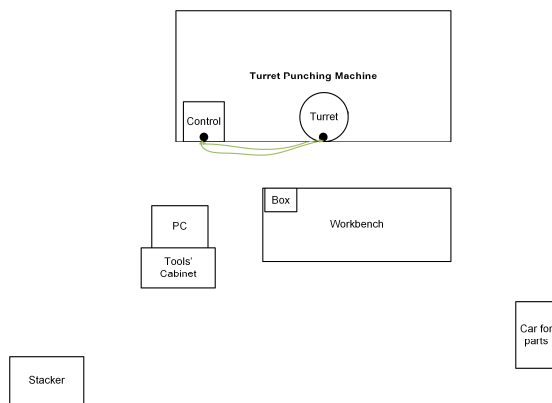 Turret Punching Machine
Control
Turret
Box
Workbench
PC
Tools'
Cabinet
Car for
parts
Stacker